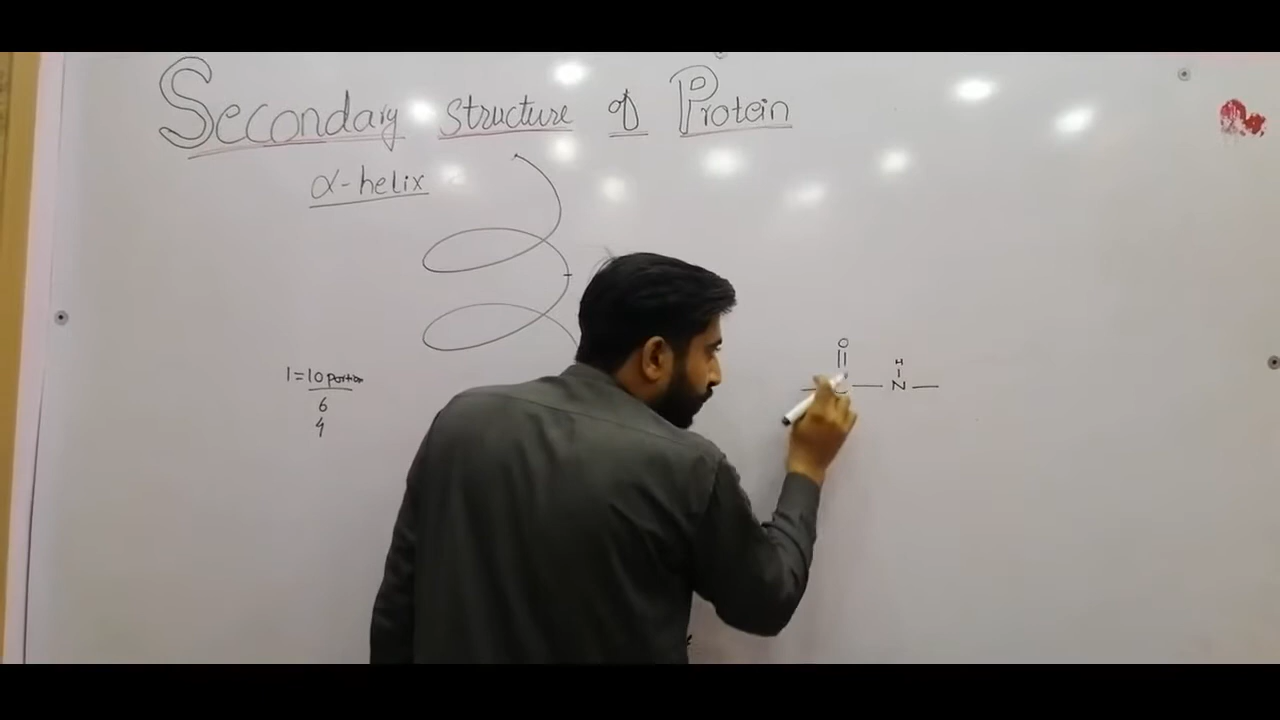 Secondary structure of Protein
α-helix
1=10 portion
6
4
O
||
H
|
— C — N —